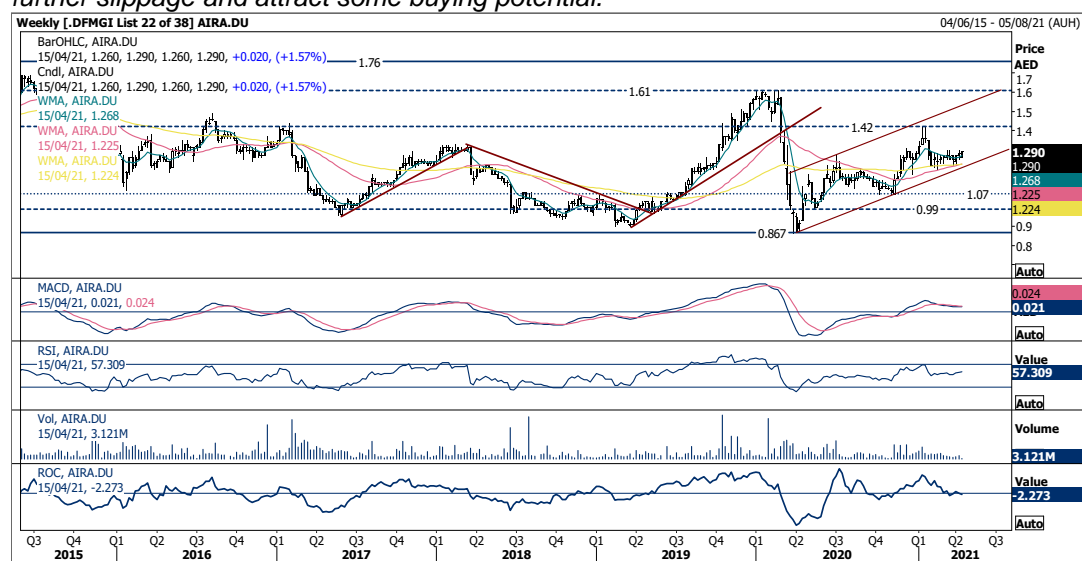 further slippage and attract some buying potential.
Weekly [.DFMGI List 22 of 38] AIRA.DU
04/06/15 - 05/08/21 (AUH)
BarOHLC, AIRA.DU
15/04/21, 1.260, 1.290, 1.260, 1.290, +0.020, (+1.57%)
Cndl, AIRA.DU
15/04/21, 1.260, 1.290, 1.260, 1.290, +0.020, (+1.57%)
WMA, AIRA.DU
15/04/21, 1.268
WMA, AIRA.DU
15/04/21, 1.225
WMA, AIRA.DU
15/04/21, 1.224
1.76
1.61
1.42
1.07
0.99
0.867
Price
AED
1.7
1.6
1.5
1.4
1.290
1.290
1.268
1.225
1.224
0.9
0.8
Auto
MACD, AIRA.DU
15/04/21, 0.021, 0.024
0.024
0.021
Auto
RSI, AIRA.DU
15/04/21, 57.309
Value
57.309
Auto
Vol, AIRA.DU
15/04/21, 3.121M
Volume
3.121M
ROC, AIRA.DU
15/04/21, -2.273
Value
-2.273
Auto
Q3 Q4 Q1 Q2 Q3 Q4 Q1 Q2 Q3 Q4 Q1 Q2 Q3 Q4 Q1 Q2 Q3 Q4 Q1 Q2 Q3 Q4 Q1 Q2 Q3
2015 2016 2017 2018 2019 2020 2021